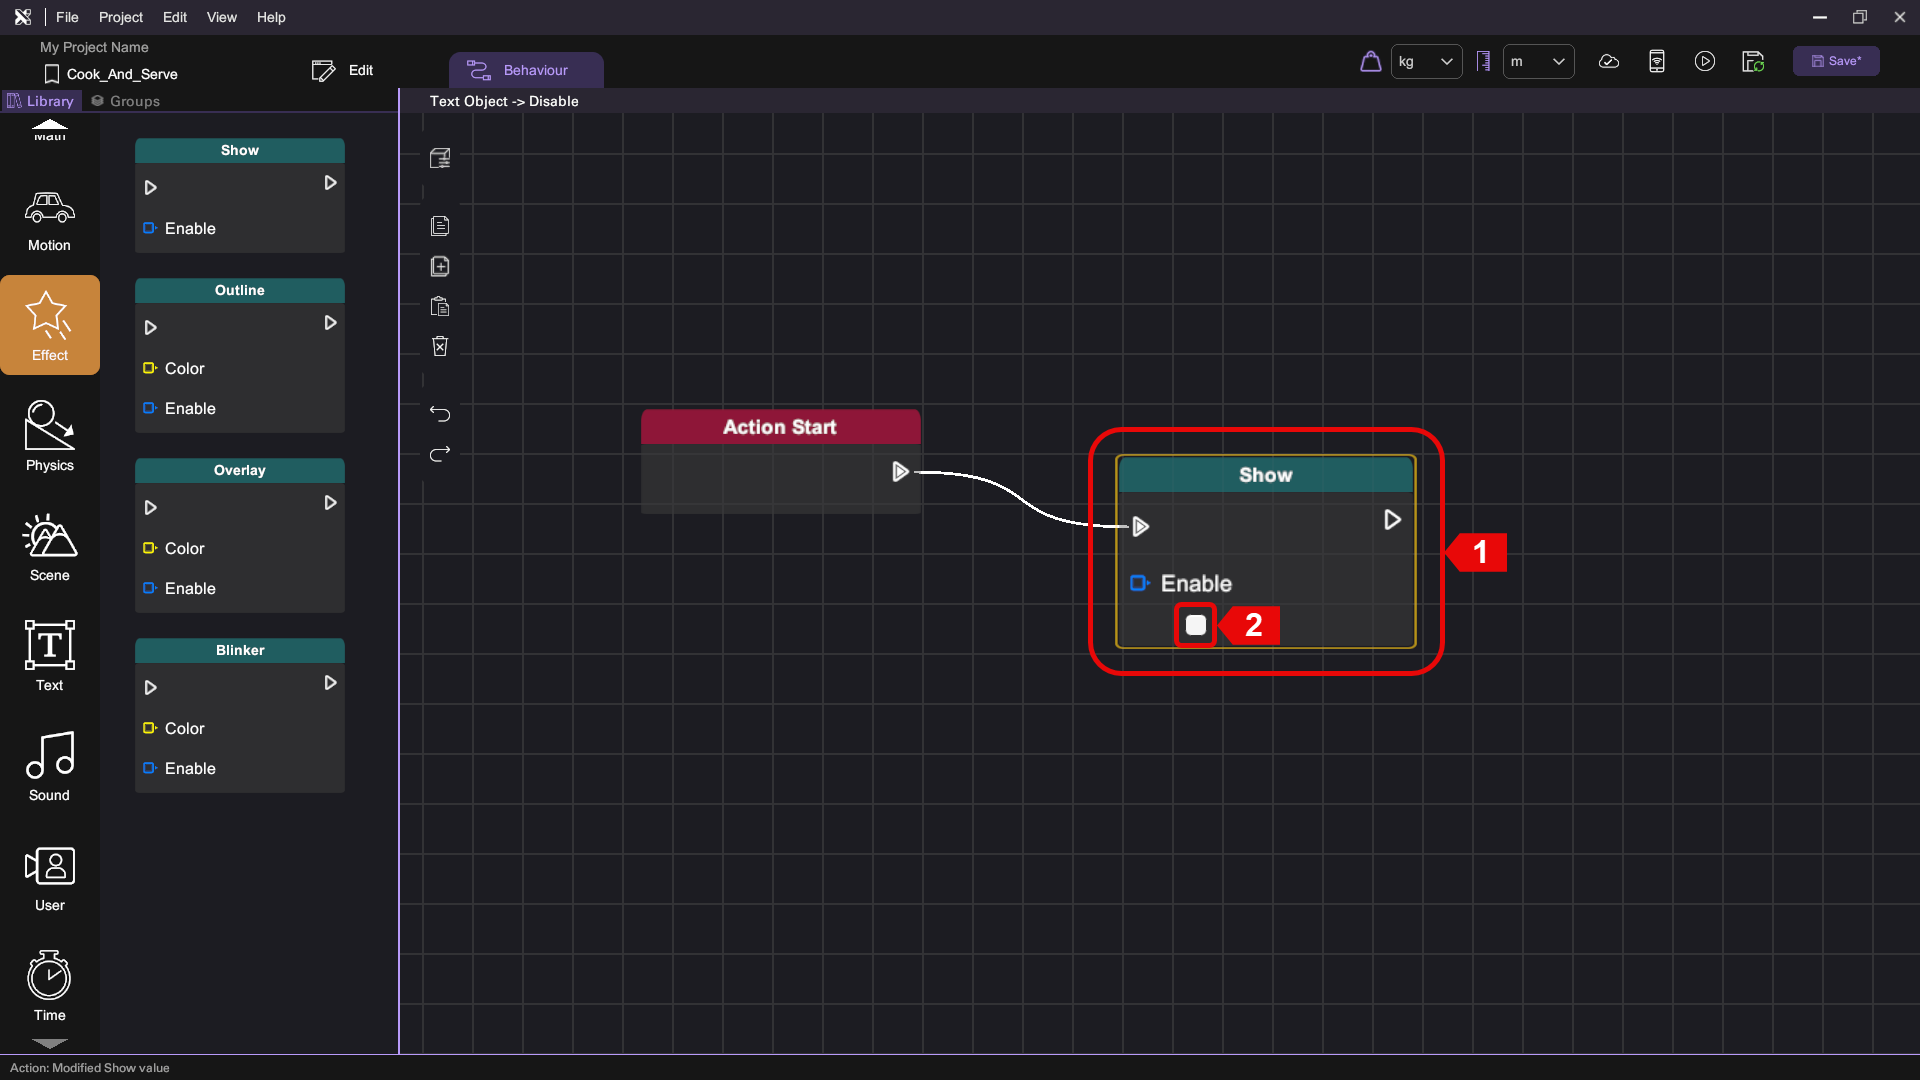 File Project Edit View Help
My Project Name
Cook_And_Serve
Edit
Behaviour
kg
m
Save*
Library
Groups
Text Object -> Disable
Math
Motion
Effect
Physics
Scene
Text
Sound
User
Time
Show
Enable
Outline
Color
Enable
Overlay
Color
Enable
Blinker
Color
Enable
Action Start
Show
Enable
1
2
Action: Modified Show value